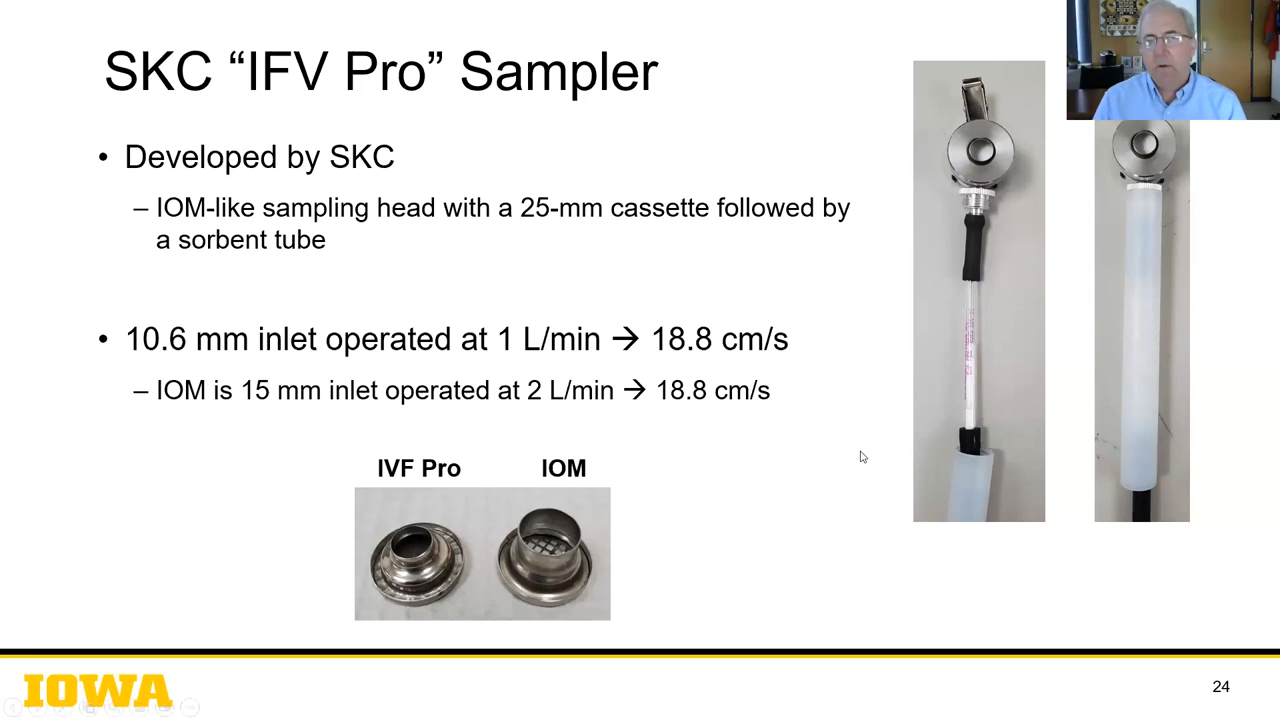 SKC “IFV Pro” Sampler
• Developed by SKC
– IOM-like sampling head with a 25-mm cassette followed by
a sorbent tube
• 10.6 mm inlet operated at 1 L/min → 18.8 cm/s
– IOM is 15 mm inlet operated at 2 L/min → 18.8 cm/s
IVF Pro IOM
IOWA
24